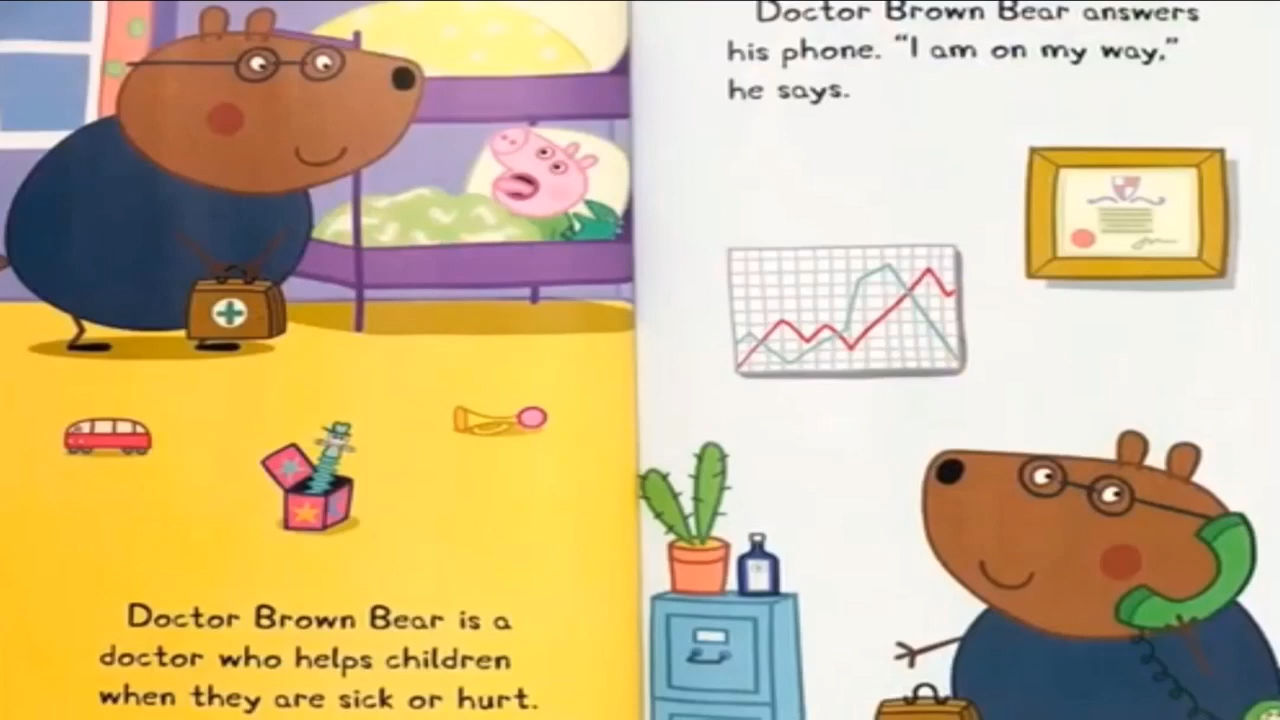 Doctor Brown Bear is a
doctor who helps children
when they are sick or hurt.
Doctor Brown Bear answers
his phone. “I am on my way,”
he says.